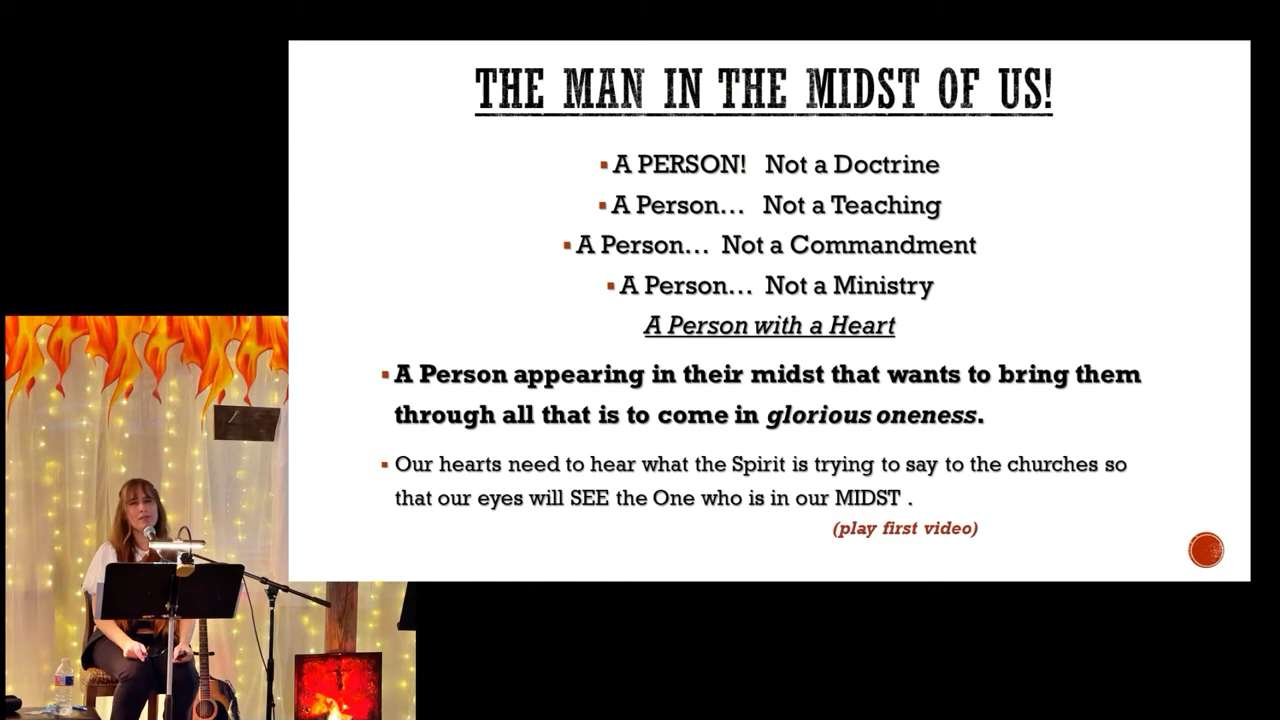 THE MAN IN THE MIDST OF US!
A PERSON! Not a Doctrine
A Person… Not a Teaching
A Person… Not a Commandment
A Person… Not a Ministry
A Person with a Heart
A Person appearing in their midst that wants to bring them
through all that is to come in glorious oneness.
Our hearts need to hear what the Spirit is trying to say to the churches so
that our eyes will SEE the One who is in our MIDST .
(play first video)